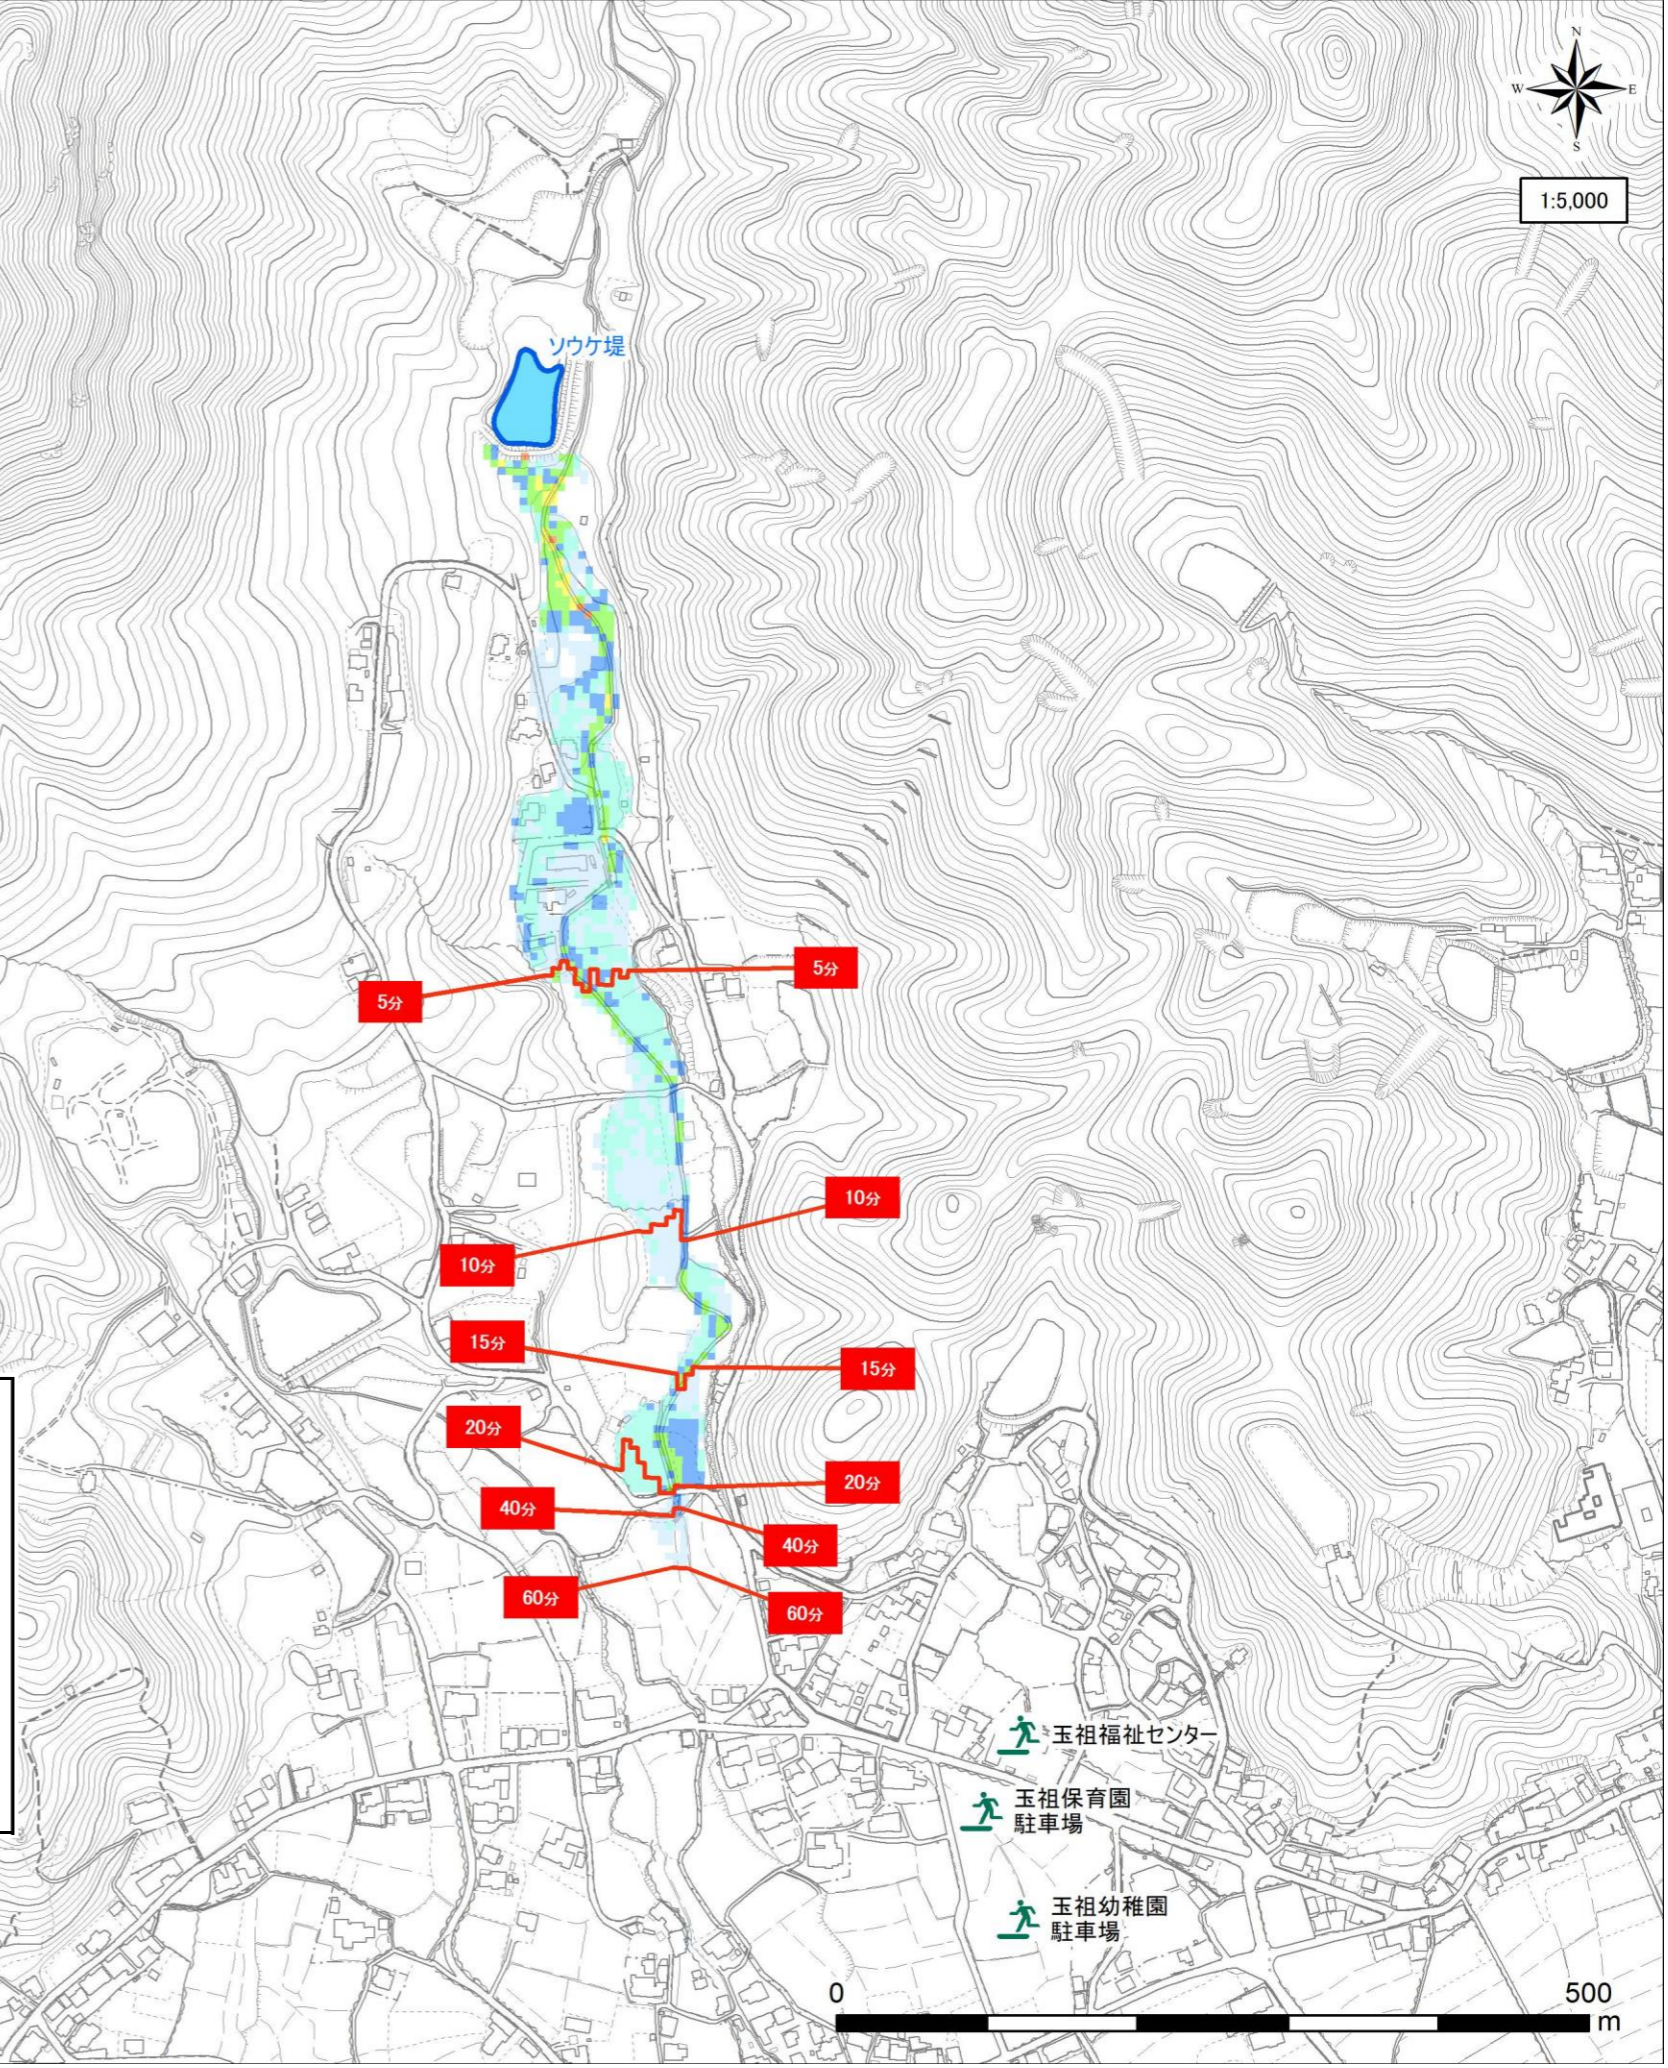 N
W
E
S
1:5,000
ソウケ堤
5分
5分
10分
10分
15分
15分
20分
20分
40分
40分
60分
60分
玉祖福祉センター
玉祖保育園
駐車場
玉祖幼稚園
駐車場
0
500
m